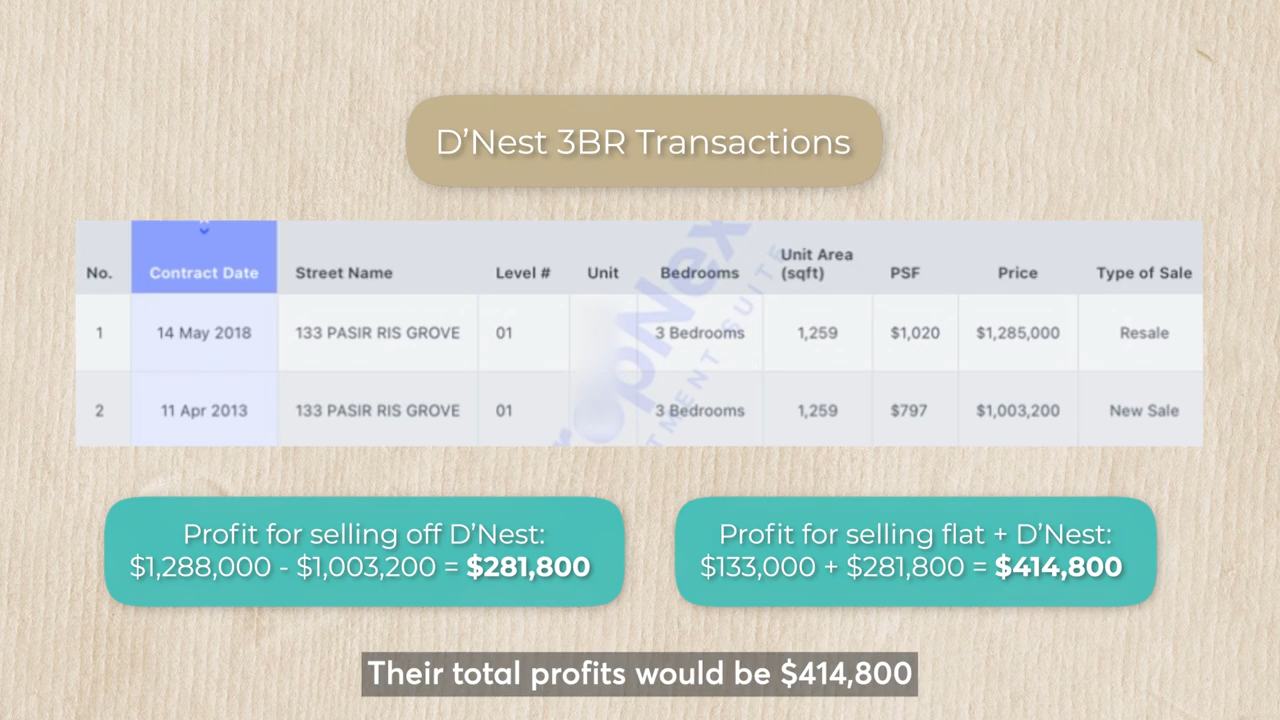 D'Nest 3BR Transactions
No. Contract Date Street Name Level # Unit Bedrooms Unit Area (sqft) PSF Price Type of Sale
1 14 May 2018 133 PASIR RIS GROVE 01 3 Bedrooms 1,259 $1,020 $1,285,000 Resale
2 11 Apr 2013 133 PASIR RIS GROVE 01 3 Bedrooms 1,259 $797 $1,003,200 New Sale
Profit for selling off D'Nest:
$1,288,000 - $1,003,200 = $281,800
Profit for selling flat + D'Nest:
$133,000 + $281,800 = $414,800
Their total profits would be $414,800